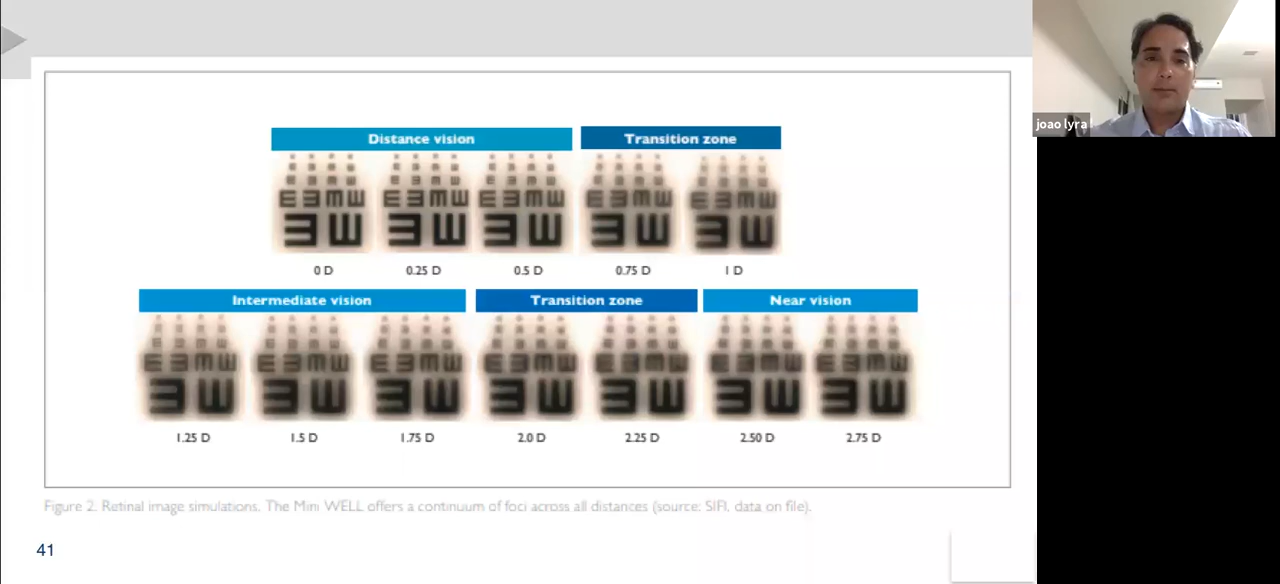 joao lyra
Distance vision Transition zone
E E m w
E Ǝ m ш
Ǝ W
0 D 0.25 D 0.5 D 0.75 D 1 D
Intermediate vision Transition zone Near vision
1.25 D 1.5 D 1.75 D 2.0 D 2.25 D 2.50 D 2.75 D
Figure 2. Retinal image simulations. The Mini WELL offers a continuum of foci across all distances (source: SIFI, data on file).
41